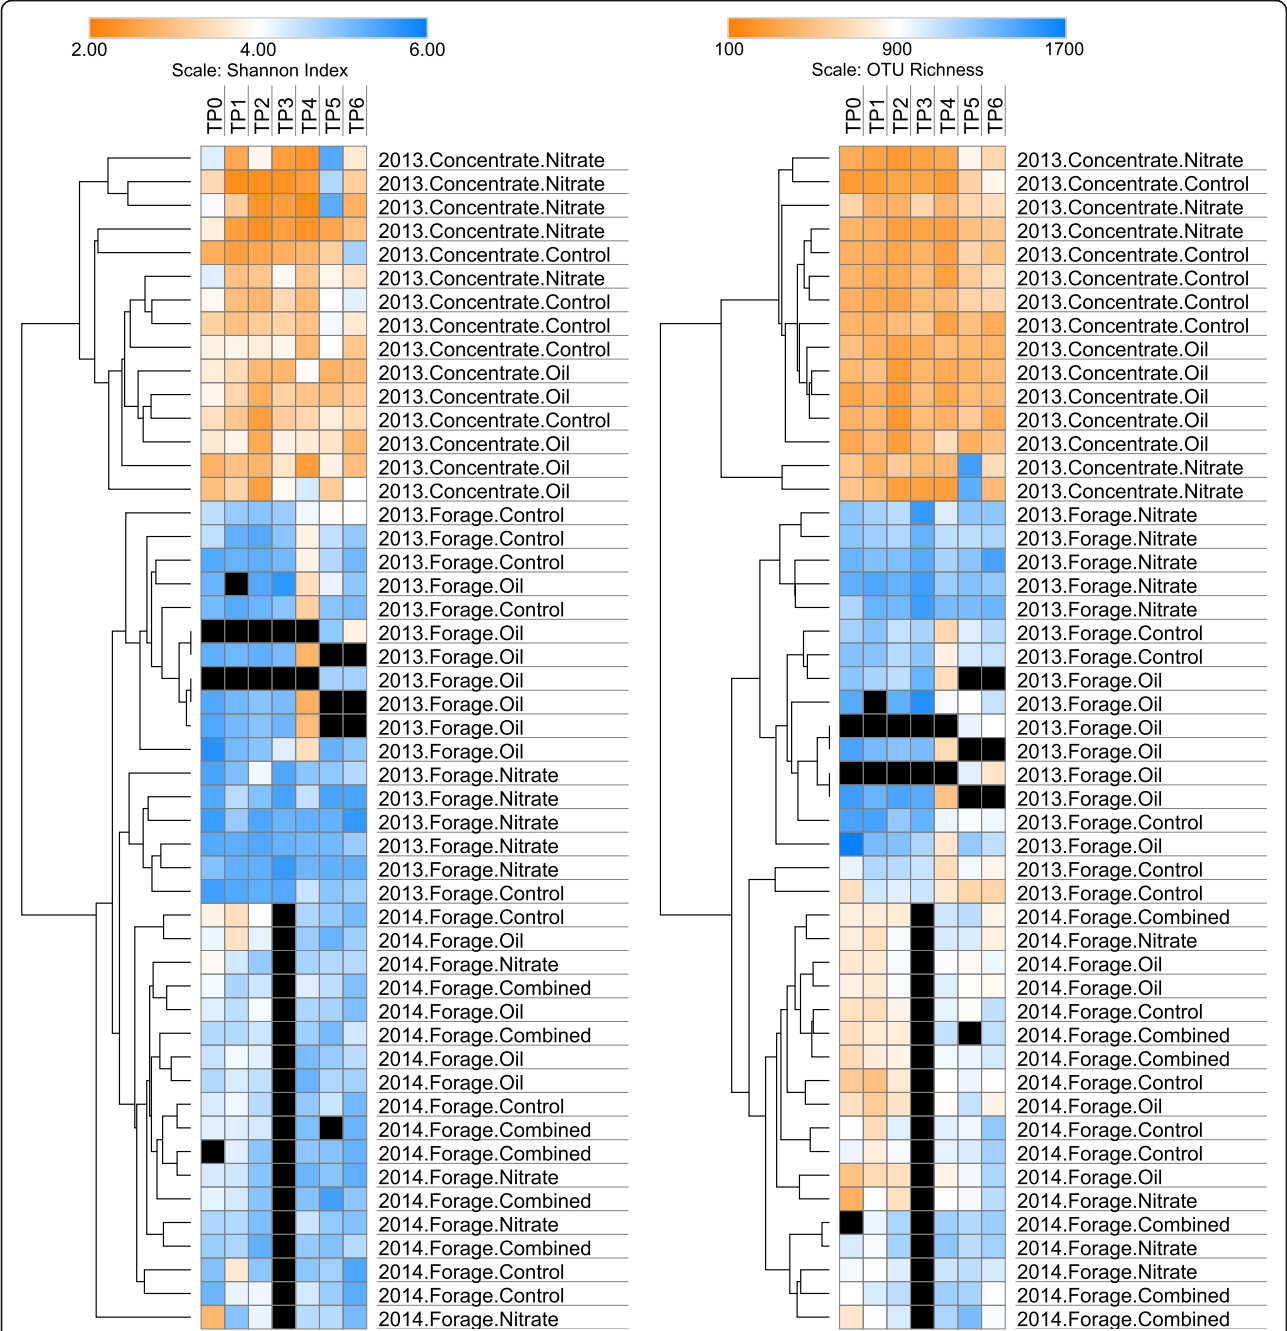 2.00 4.00 6.00
Scale: Shannon Index
TP0 TP1 TP2 TP3 TP4 TP5 TP6
2013.Concentrate.Nitrate
2013.Concentrate.Nitrate
2013.Concentrate.Nitrate
2013.Concentrate.Nitrate
2013.Concentrate.Control
2013.Concentrate.Nitrate
2013.Concentrate.Control
2013.Concentrate.Control
2013.Concentrate.Control
2013.Concentrate.Oil
2013.Concentrate.Oil
2013.Concentrate.Control
2013.Concentrate.Oil
2013.Concentrate.Oil
2013.Concentrate.Oil
2013.Forage.Control
2013.Forage.Control
2013.Forage.Control
2013.Forage.Oil
2013.Forage.Control
2013.Forage.Oil
2013.Forage.Oil
2013.Forage.Oil
2013.Forage.Oil
2013.Forage.Oil
2013.Forage.Oil
2013.Forage.Nitrate
2013.Forage.Nitrate
2013.Forage.Nitrate
2013.Forage.Nitrate
2013.Forage.Nitrate
2013.Forage.Control
2014.Forage.Control
2014.Forage.Oil
2014.Forage.Nitrate
2014.Forage.Combined
2014.Forage.Oil
2014.Forage.Combined
2014.Forage.Oil
2014.Forage.Oil
2014.Forage.Control
2014.Forage.Combined
2014.Forage.Combined
2014.Forage.Nitrate
2014.Forage.Combined
2014.Forage.Nitrate
2014.Forage.Combined
2014.Forage.Control
2014.Forage.Control
2014.Forage.Nitrate
100 900 1700
Scale: OTU Richness
TP0 TP1 TP2 TP3 TP4 TP5 TP6
2013.Concentrate.Nitrate
2013.Concentrate.Control
2013.Concentrate.Nitrate
2013.Concentrate.Nitrate
2013.Concentrate.Control
2013.Concentrate.Control
2013.Concentrate.Control
2013.Concentrate.Control
2013.Concentrate.Oil
2013.Concentrate.Oil
2013.Concentrate.Oil
2013.Concentrate.Oil
2013.Concentrate.Oil
2013.Concentrate.Nitrate
2013.Concentrate.Nitrate
2013.Forage.Nitrate
2013.Forage.Nitrate
2013.Forage.Nitrate
2013.Forage.Nitrate
2013.Forage.Nitrate
2013.Forage.Control
2013.Forage.Control
2013.Forage.Oil
2013.Forage.Oil
2013.Forage.Oil
2013.Forage.Oil
2013.Forage.Oil
2013.Forage.Oil
2013.Forage.Control
2013.Forage.Oil
2013.Forage.Control
2013.Forage.Control
2014.Forage.Combined
2014.Forage.Nitrate
2014.Forage.Oil
2014.Forage.Oil
2014.Forage.Control
2014.Forage.Combined
2014.Forage.Combined
2014.Forage.Control
2014.Forage.Oil
2014.Forage.Control
2014.Forage.Control
2014.Forage.Oil
2014.Forage.Nitrate
2014.Forage.Combined
2014.Forage.Nitrate
2014.Forage.Nitrate
2014.Forage.Combined
2014.Forage.Combined